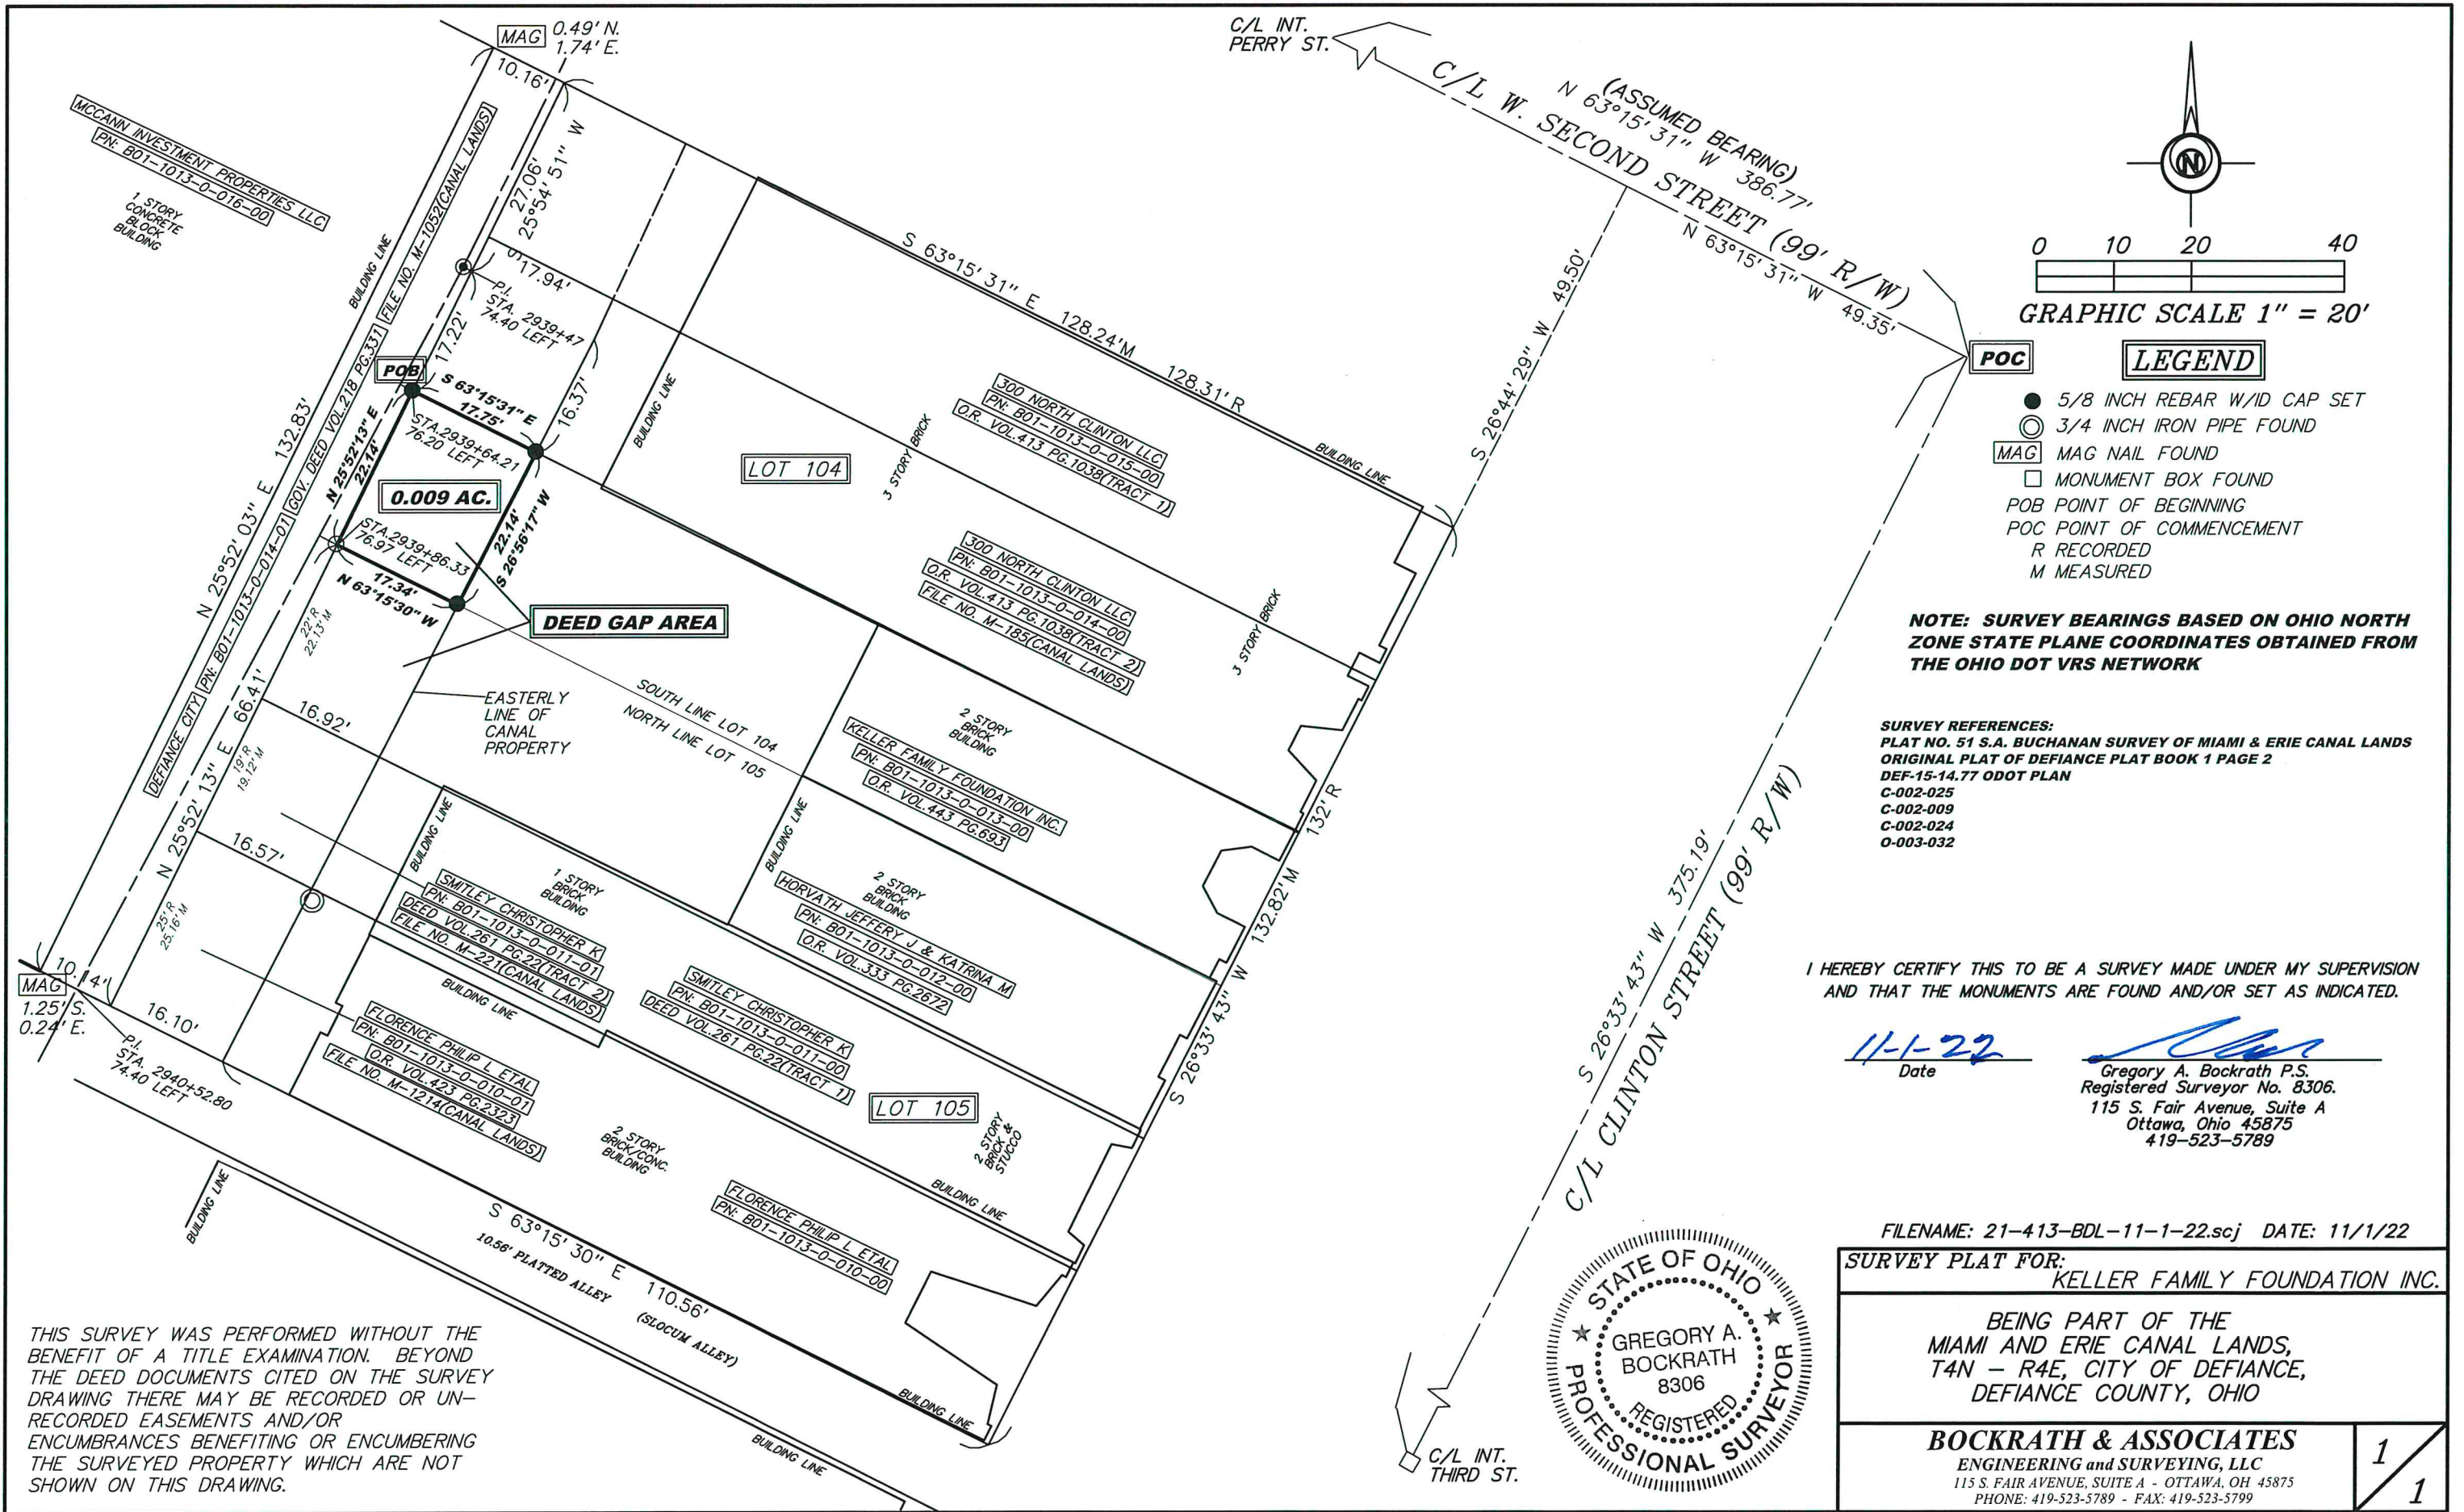 MAG 0.49' N.
1.74' E.
10.16'
MCCANN INVESTMENT PROPERTIES LLC
PN: B01-1013-0-016-00
1 STORY
CONCRETE
BLOCK
BUILDING
BUILDING LINE
DEFIANCE CITY PN: B01-1013-0-014-01 GOV. DEED VOL.218 PG.331 FILE NO. M-1052(CANAL LANDS)
N 25°52' 03" E 132.83'
27.06'
S 25°54' 51" W
17.94'
P.I.
STA. 2939+47
74.40 LEFT
17.22'
16.37'
POB
S 63°15'31" E
17.75'
STA.2939+64.21
76.20 LEFT
N 25°52'13" E
22.14'
0.009 AC.
STA.2939+86.33
76.97 LEFT
22.14'
S 26°56'17" W
17.34'
N 63°15'30" W
DEED GAP AREA
EASTERLY
LINE OF
CANAL
PROPERTY
22' R
22.13' M
N 25°52' 13" E 66.41'
16.92'
19' R
19.12' M
16.57'
25' R
25.16' M
10.14'
MAG
1.25' S.
0.24' E.
P.I.
STA. 2940+52.80
74.40 LEFT
16.10'
C/L INT.
PERRY ST.
C/L W. SECOND STREET (99' R/W)
(ASSUMED BEARING)
N 63°15' 31" W 386.77'
N 63°15' 31" W 49.35'
S 26°44' 29" W 49.50'
POC
S 63°15' 31" E 128.24'M 128.31' R
BUILDING LINE
BUILDING LINE
LOT 104
3 STORY BRICK
300 NORTH CLINTON LLC
PN: B01-1013-0-015-00
O.R. VOL.413 PG.1038(TRACT 1)
300 NORTH CLINTON LLC
PN: B01-1013-0-014-00
O.R. VOL.413 PG.1038(TRACT 2)
FILE NO. M-185(CANAL LANDS)
3 STORY BRICK
SOUTH LINE LOT 104
NORTH LINE LOT 105
2 STORY
BRICK
BUILDING
KELLER FAMILY FOUNDATION INC.
PN: B01-1013-0-013-00
O.R. VOL.443 PG.693
BUILDING LINE
2 STORY
BRICK
BUILDING
HORVATH JEFFERY J & KATRINA M
PN: B01-1013-0-012-00
O.R. VOL.333 PG.2672
BUILDING LINE
1 STORY
BRICK
BUILDING
SMITLEY CHRISTOPHER K
PN: B01-1013-0-011-01
DEED VOL.261 PG.22(TRACT 2)
FILE NO. M-221(CANAL LANDS)
BUILDING LINE
SMITLEY CHRISTOPHER K
PN: B01-1013-0-011-00
DEED VOL.261 PG.22(TRACT 1)
LOT 105
2 STORY
BRICK &
STUCCO
FLORENCE PHILIP L ETAL
PN: B01-1013-0-010-01
O.R. VOL.423 PG.2323
FILE NO. M-1214(CANAL LANDS)
2 STORY
BRICK/CONC.
BUILDING
FLORENCE PHILIP L ETAL
PN: B01-1013-0-010-00
BUILDING LINE
S 26°33' 43" W 132.82'M 132' R
S 63°15' 30" E 110.56'
10.56' PLATTED ALLEY (SLOCUM ALLEY)
BUILDING LINE
BUILDING LINE
BUILDING LINE
S 26°33' 43" W 375.19'
C/L CLINTON STREET (99' R/W)
C/L INT.
THIRD ST.
N
0 10 20 40
GRAPHIC SCALE 1" = 20'
LEGEND
5/8 INCH REBAR W/ID CAP SET
3/4 INCH IRON PIPE FOUND
MAG MAG NAIL FOUND
MONUMENT BOX FOUND
POB POINT OF BEGINNING
POC POINT OF COMMENCEMENT
R RECORDED
M MEASURED
NOTE: SURVEY BEARINGS BASED ON OHIO NORTH
ZONE STATE PLANE COORDINATES OBTAINED FROM
THE OHIO DOT VRS NETWORK
SURVEY REFERENCES:
PLAT NO. 51 S.A. BUCHANAN SURVEY OF MIAMI & ERIE CANAL LANDS
ORIGINAL PLAT OF DEFIANCE PLAT BOOK 1 PAGE 2
DEF-15-14.77 ODOT PLAN
C-002-025
C-002-009
C-002-024
O-003-032
I HEREBY CERTIFY THIS TO BE A SURVEY MADE UNDER MY SUPERVISION
AND THAT THE MONUMENTS ARE FOUND AND/OR SET AS INDICATED.
11-1-22
Date
Gregory A. Bockrath P.S.
Registered Surveyor No. 8306.
115 S. Fair Avenue, Suite A
Ottawa, Ohio 45875
419-523-5789
STATE OF OHIO
GREGORY A.
BOCKRATH
8306
REGISTERED
PROFESSIONAL SURVEYOR
FILENAME: 21-413-BDL-11-1-22.scj DATE: 11/1/22
SURVEY PLAT FOR:
KELLER FAMILY FOUNDATION INC.
BEING PART OF THE
MIAMI AND ERIE CANAL LANDS,
T4N - R4E, CITY OF DEFIANCE,
DEFIANCE COUNTY, OHIO
BOCKRATH & ASSOCIATES
ENGINEERING and SURVEYING, LLC
115 S. FAIR AVENUE, SUITE A - OTTAWA, OH 45875
PHONE: 419-523-5789 - FAX: 419-523-5799
1/1
THIS SURVEY WAS PERFORMED WITHOUT THE
BENEFIT OF A TITLE EXAMINATION. BEYOND
THE DEED DOCUMENTS CITED ON THE SURVEY
DRAWING THERE MAY BE RECORDED OR UN-
RECORDED EASEMENTS AND/OR
ENCUMBRANCES BENEFITING OR ENCUMBERING
THE SURVEYED PROPERTY WHICH ARE NOT
SHOWN ON THIS DRAWING.